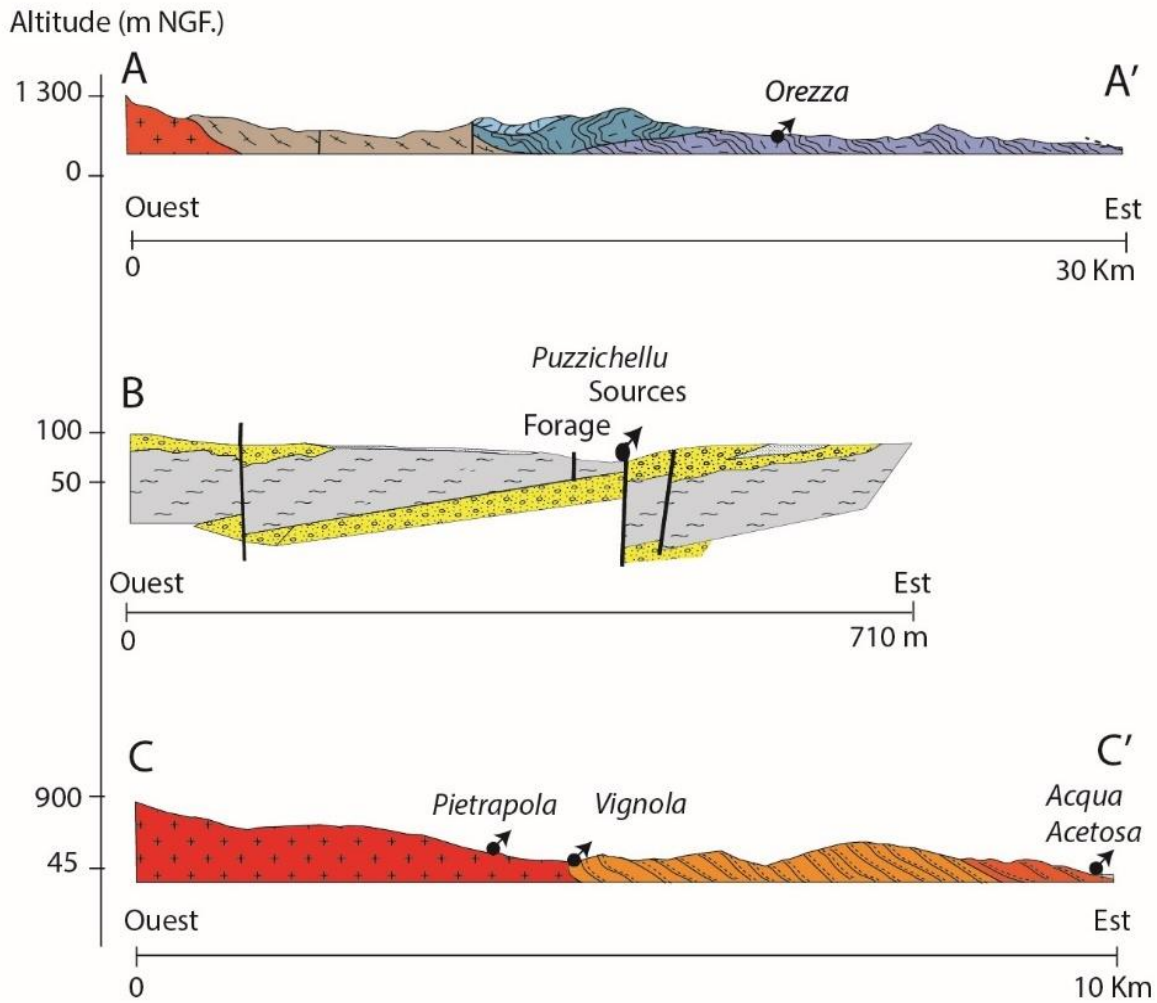 Altitude (m NGF.)
A
A'
1 300
Orezza
0
Ouest
Est
0
30 Km
Puzzichellu
Sources
B
Forage
100
50
Ouest
Est
0
710 m
C
C'
900
Pietrapola
Vignola
Acqua
Acetosa
45
Ouest
Est
0
10 Km